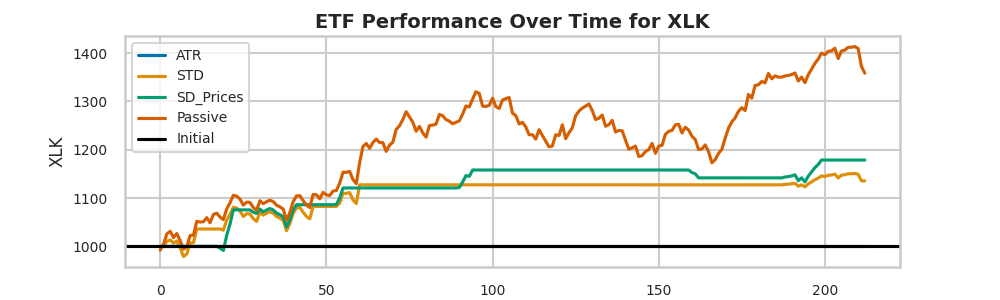 ETF Performance Over Time for XLK
ATR
STD
SD_Prices
Passive
Initial
XLK
1400
1300
1200
1100
1000
0 50 100 150 200